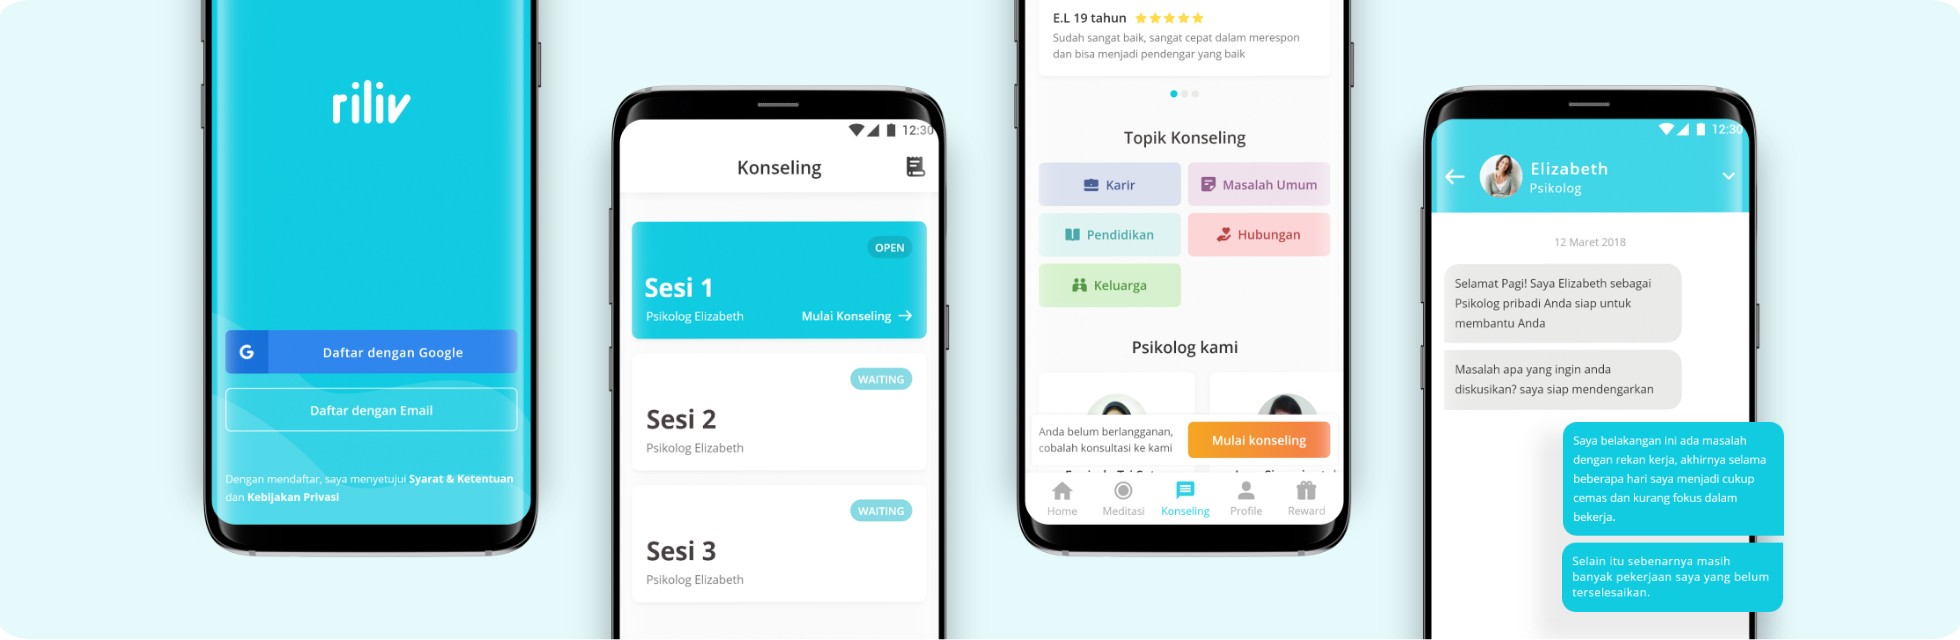 riliv
G
Daftar dengan Google
Daftar dengan Email
Dengan mendaftar, saya menyetujui Syarat & Ketentuan
dan Kebijakan Privasi
12:30
Konseling
OPEN
Sesi 1
Psikolog Elizabeth
Mulai Konseling
WAITING
Sesi 2
Psikolog Elizabeth
WAITING
Sesi 3
Psikolog Elizabeth
E.L 19 tahun
Sudah sangat baik, sangat cepat dalam merespon
dan bisa menjadi pendengar yang baik
Topik Konseling
Karir
Masalah Umum
Pendidikan
Hubungan
Keluarga
Psikolog kami
Anda belum berlangganan,
cobalah konsultasi ke kami
Mulai konseling
Home
Meditasi
Konseling
Profile
Reward
12:30
Elizabeth
Psikolog
12 Maret 2018
Selamat Pagi! Saya Elizabeth sebagai
Psikolog pribadi Anda siap untuk
membantu Anda
Masalah apa yang ingin anda
diskusikan? saya siap mendengarkan
Saya belakangan ini ada masalah
dengan rekan kerja, akhirnya selama
beberapa hari saya menjadi cukup
cemas dan kurang fokus dalam
bekerja.
Selain itu sebenarnya masih
banyak pekerjaan saya yang belum
terselesaikan.